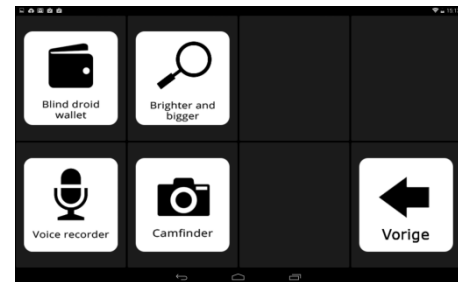 Blind droid
wallet
Brighter and
bigger
Voice recorder
Camfinder
Vorige